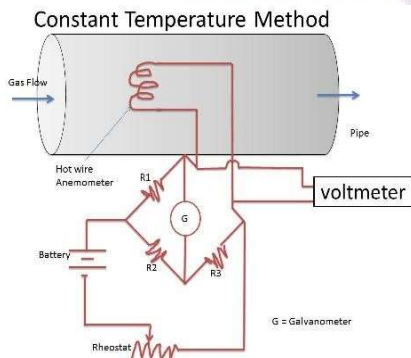 Constant Temperature Method
Gas Flow
Pipe
Hot wire
Anemometer
R1
voltmeter
G
Battery
R2
R3
G = Galvanometer
Rheostat